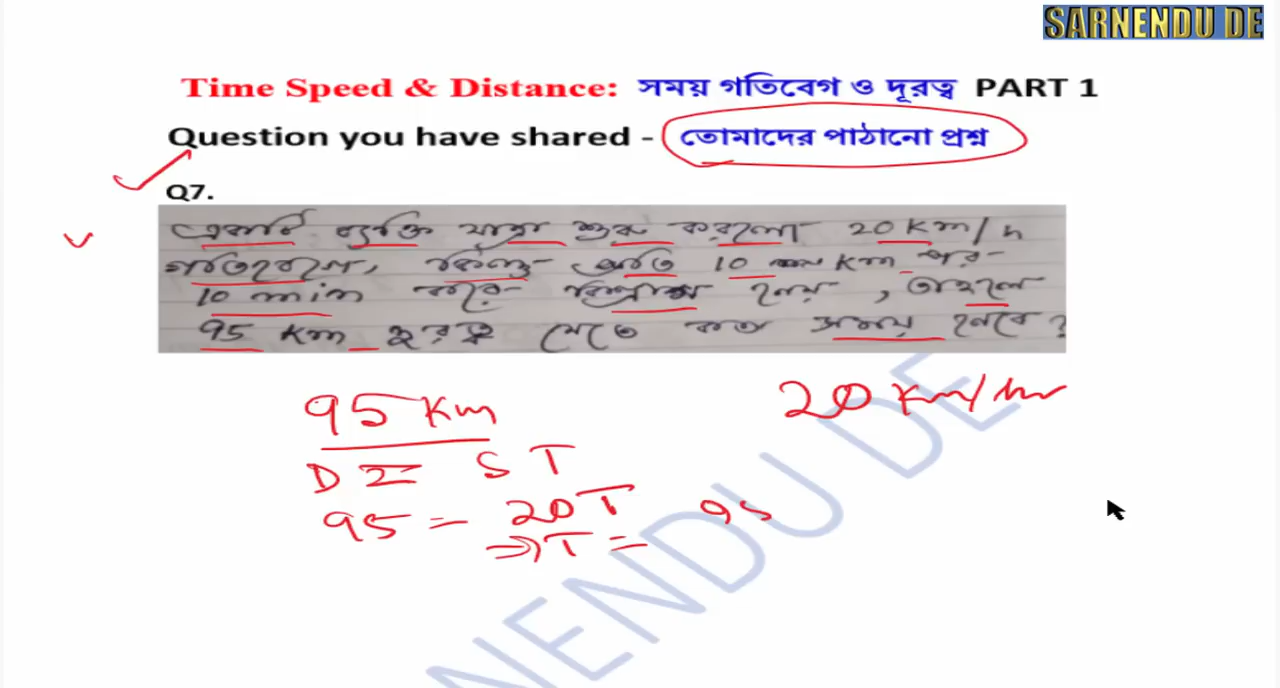 SARNENDU DE
Time Speed & Distance: সময় গতিবেগ ও দূরত্ব PART 1
Question you have shared - তোমাদের পাঠানো প্রশ্ন
Q7.
একটি ব্যক্তি যাত্রা শুরু করলো 20 Km/h
গতিবেগে, কিন্তু প্রতি 10 Km পর
10 min করে বিশ্রাম নেয়, তাহলে
95 Km দূরত্ব যেতে কত সময় নেবে?
95 Km 20 Km/hr
D = S T
95 = 20T
⇒ T = 95
NENDU DE